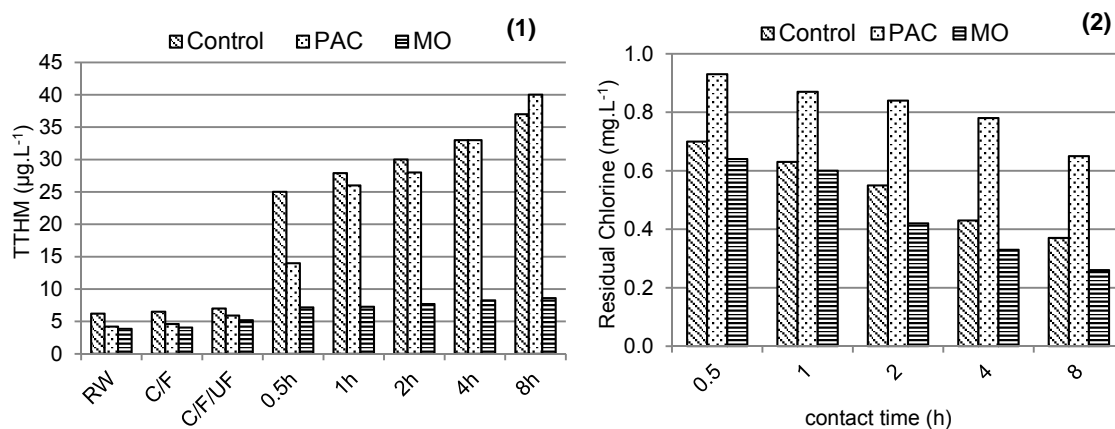 (1)
Control PAC MO
TTHM (µg.L-1)
45
40
35
30
25
20
15
10
5
0
RW C/F C/F/UF 0.5h 1h 2h 4h 8h
(2)
Control PAC MO
Residual Chlorine (mg.L-1)
1.0
0.8
0.6
0.4
0.2
0.0
0.5 1 2 4 8
contact time (h)